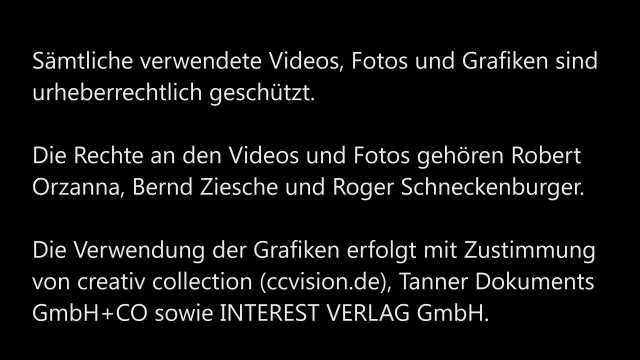 Sämtliche verwendete Videos, Fotos und Grafiken sind
urheberrechtlich geschützt.
Die Rechte an den Videos und Fotos gehören Robert
Orzanna, Bernd Ziesche und Roger Schneckenburger.
Die Verwendung der Grafiken erfolgt mit Zustimmung
von creativ collection (ccvision.de), Tanner Dokuments
GmbH+CO sowie INTEREST VERLAG GmbH.